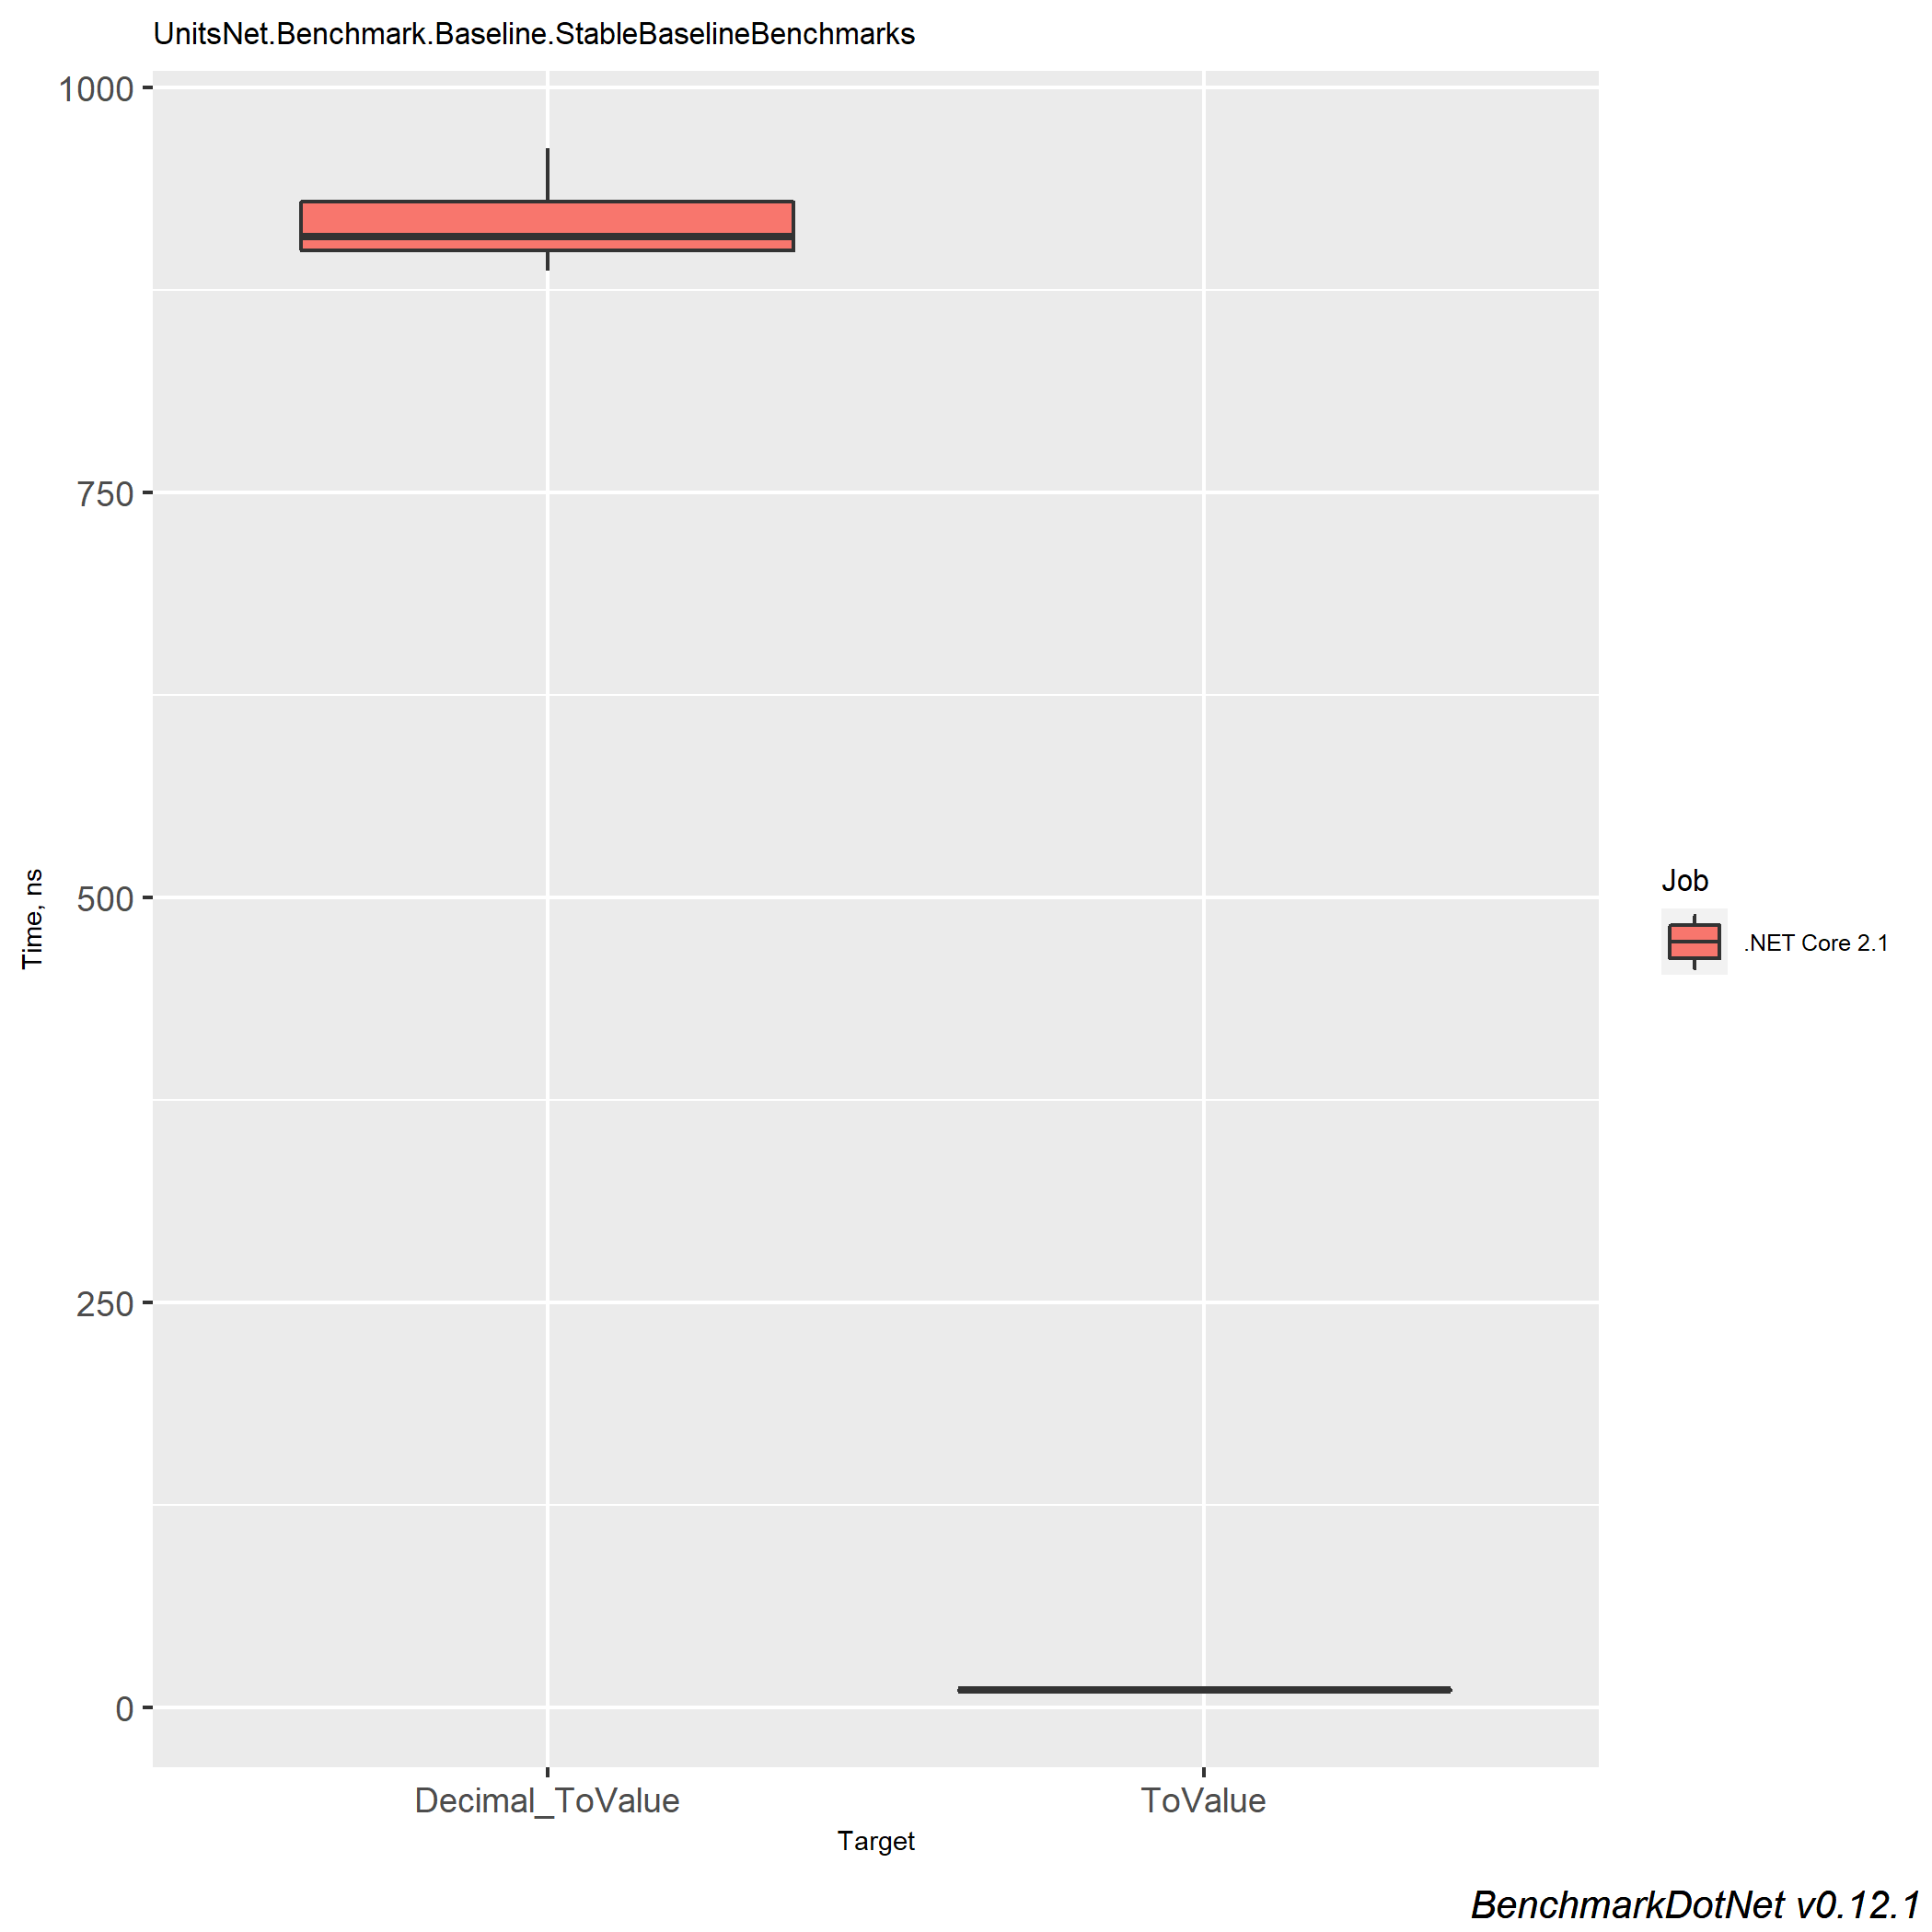 UnitsNet.Benchmark.Baseline.StableBaselineBenchmarks
1000
750
500
250
0
Time, ns
Decimal_ToValue
ToValue
Target
Job
.NET Core 2.1
BenchmarkDotNet v0.12.1